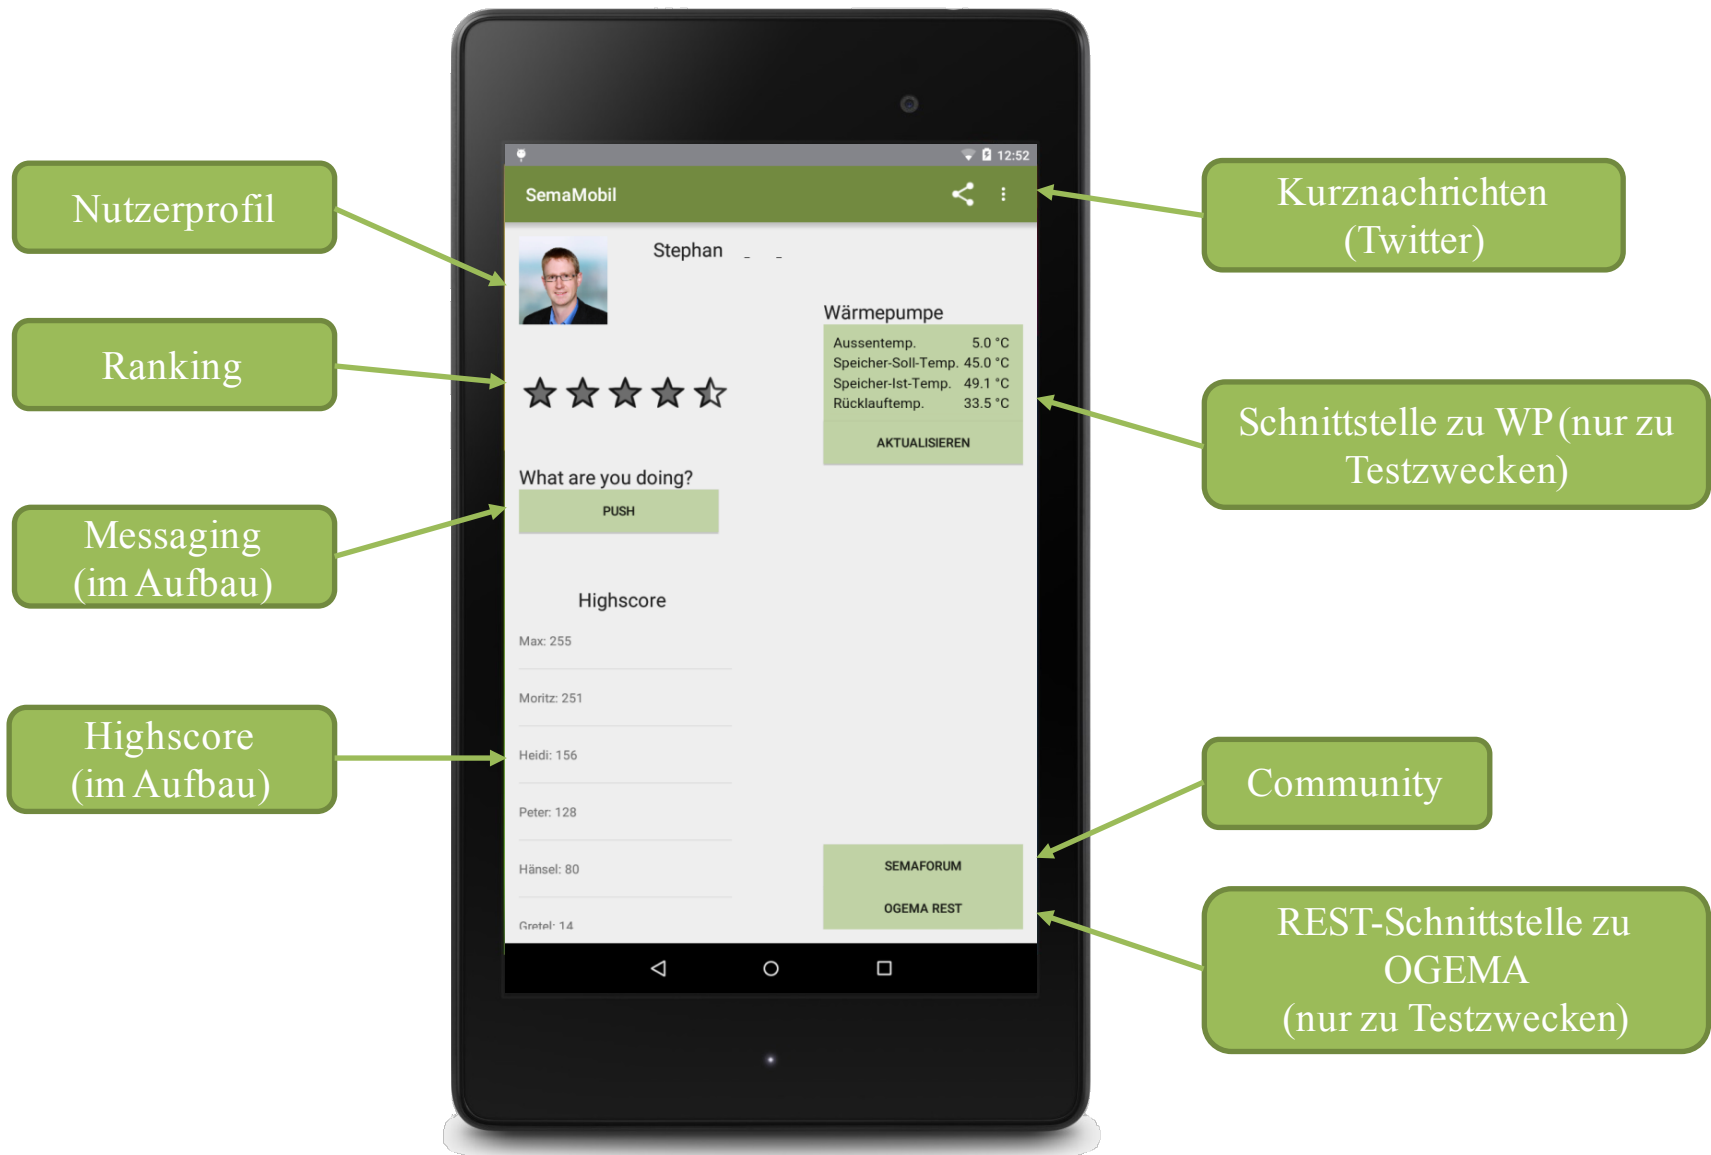 Nutzerprofil
Ranking
Messaging
(im Aufbau)
Highscore
(im Aufbau)
12:52
SemaMobil
Stephan
Wärmepumpe
Aussentemp. 5.0 °C
Speicher-Soll-Temp. 45.0 °C
Speicher-Ist-Temp. 49.1 °C
Rücklauftemp. 33.5 °C
AKTUALISIEREN
What are you doing?
PUSH
Highscore
Max: 255
Moritz: 251
Heidi: 156
Peter: 128
Hänsel: 80
Gretel: 14
SEMAFORUM
OGEMA REST
Kurznachrichten
(Twitter)
Schnittstelle zu WP (nur zu
Testzwecken)
Community
REST-Schnittstelle zu
OGEMA
(nur zu Testzwecken)